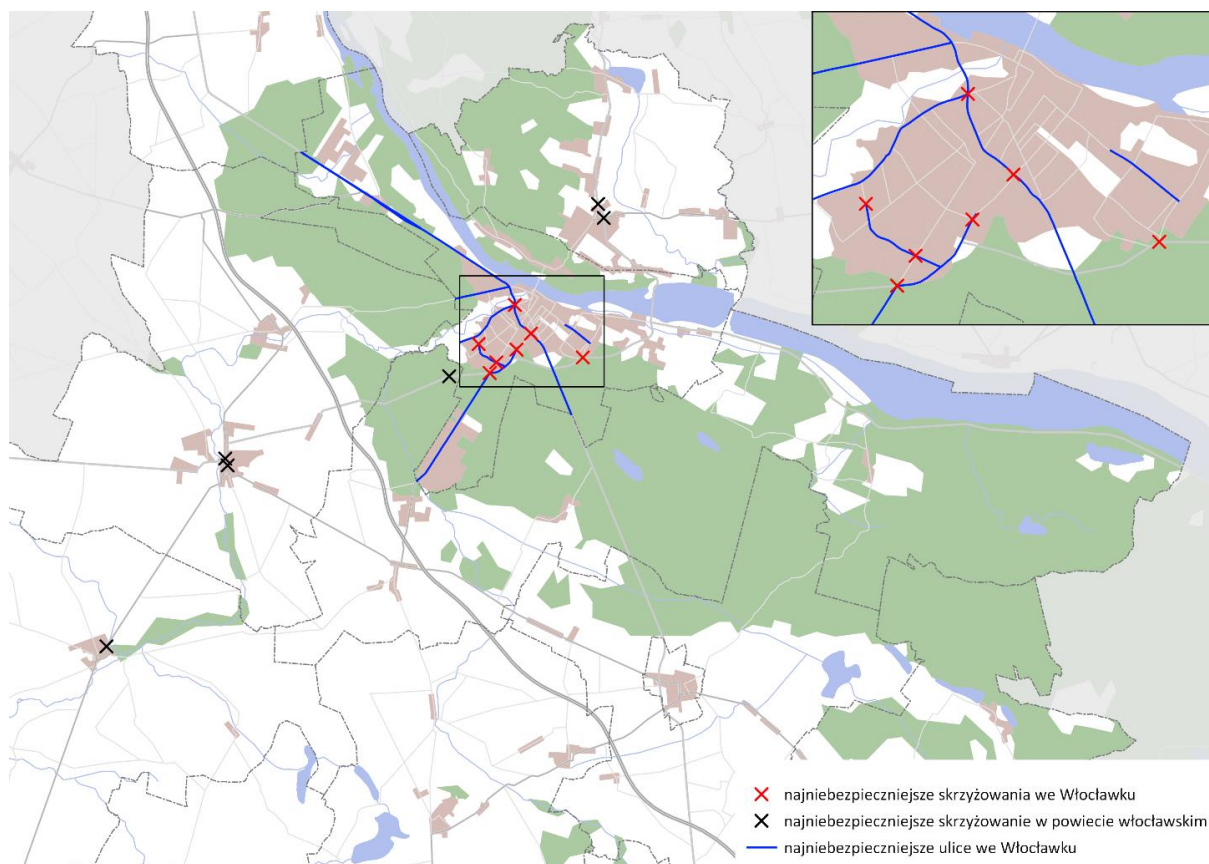 najniebezpieczniejsze skrzyżowania we Włocławku
najniebezpieczniejsze skrzyżowanie w powiecie włocławskim
najniebezpieczniejsze ulice we Włocławku